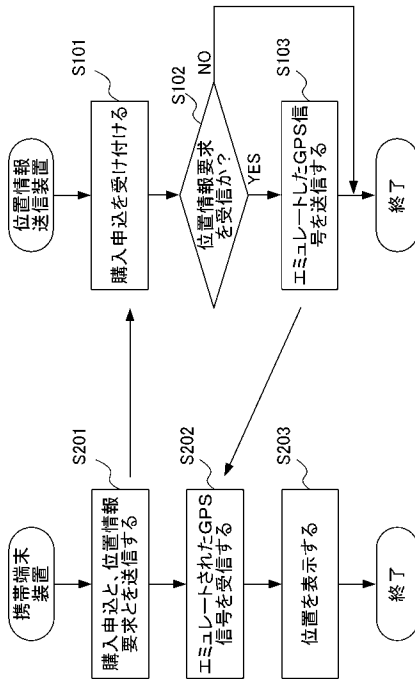 携帯端末
装置
S201
購入申込と、位置情報
要求とを送信する
S202
エミュレートされたGPS
信号を受信する
S203
位置を表示する
終了
位置情報
送信装置
S101
購入申込を受け付ける
S102
位置情報要求
を受信か?
NO
YES
S103
エミュレートしたGPS信
号を送信する
終了